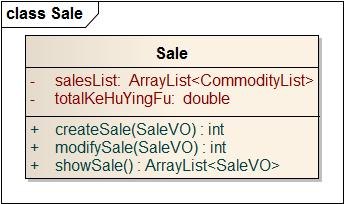 class Sale
Sale
- salesList: ArrayList<CommodityList>
- totalKeHuYingFu: double
+ createSale(SaleVO) : int
+ modifySale(SaleVO) : int
+ showSale() : ArrayList<SaleVO>